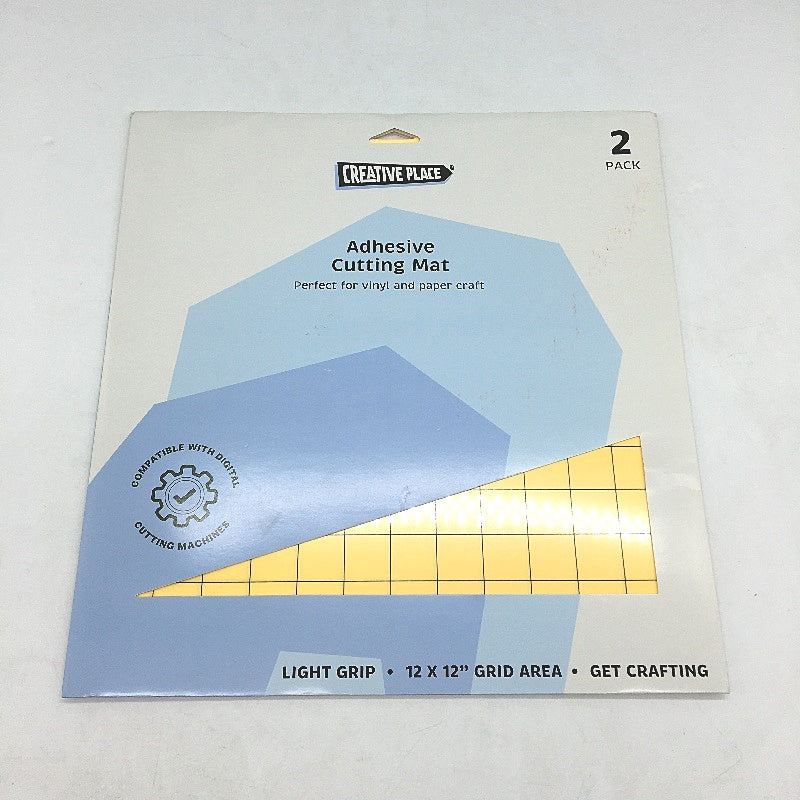 2
PACK
CREATIVE PLACE
Adhesive
Cutting Mat
Perfect for vinyl and paper craft
COMPATIBLE WITH DIGITAL
CUTTING MACHINES
LIGHT GRIP • 12 X 12” GRID AREA • GET CRAFTING